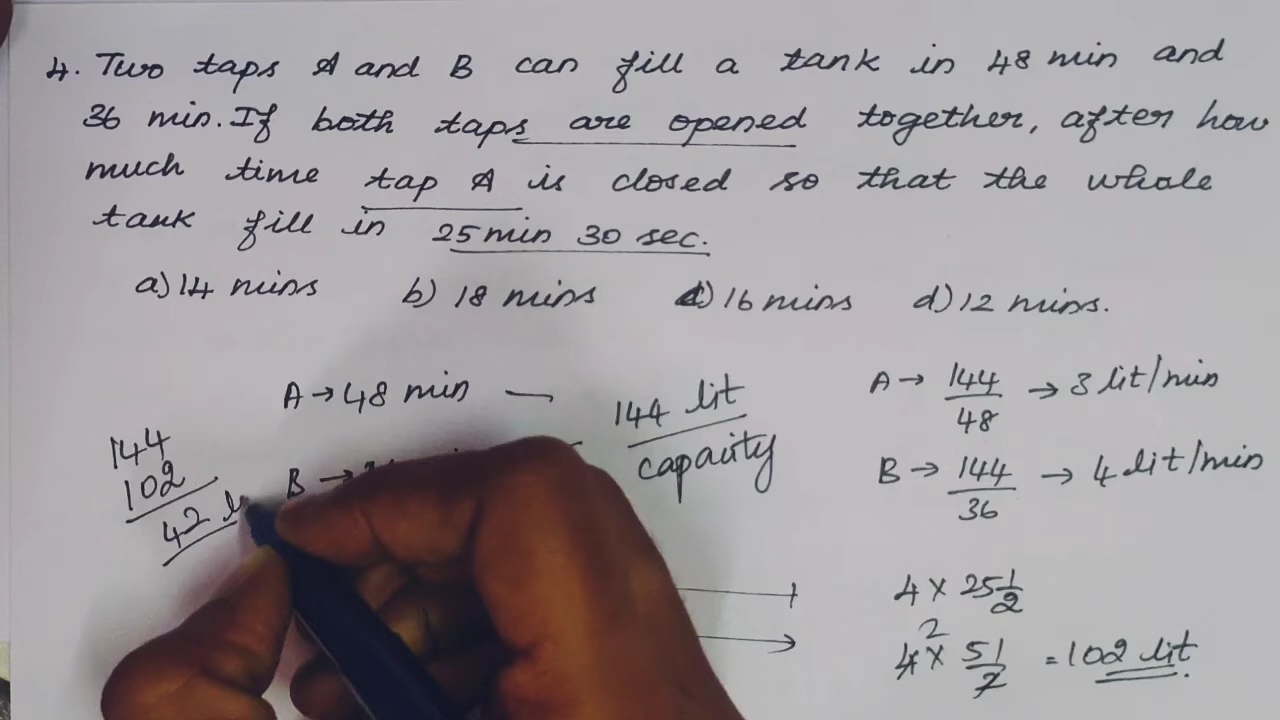 4. Two taps A and B can fill a tank in 48 min and
36 min. If both taps are opened together, after how
much time tap A is closed so that the whole
tank fill in 25 min 30 sec.
a) 14 mins b) 18 mins c) 16 mins d) 12 mins.
A → 48 min —
144 lit
capacity
B →
144
102
42
A → 144/48 → 3 lit/min
B → 144/36 → 4 lit/min
4 × 25 1/2
2
4 × 51/2 = 102 lit.